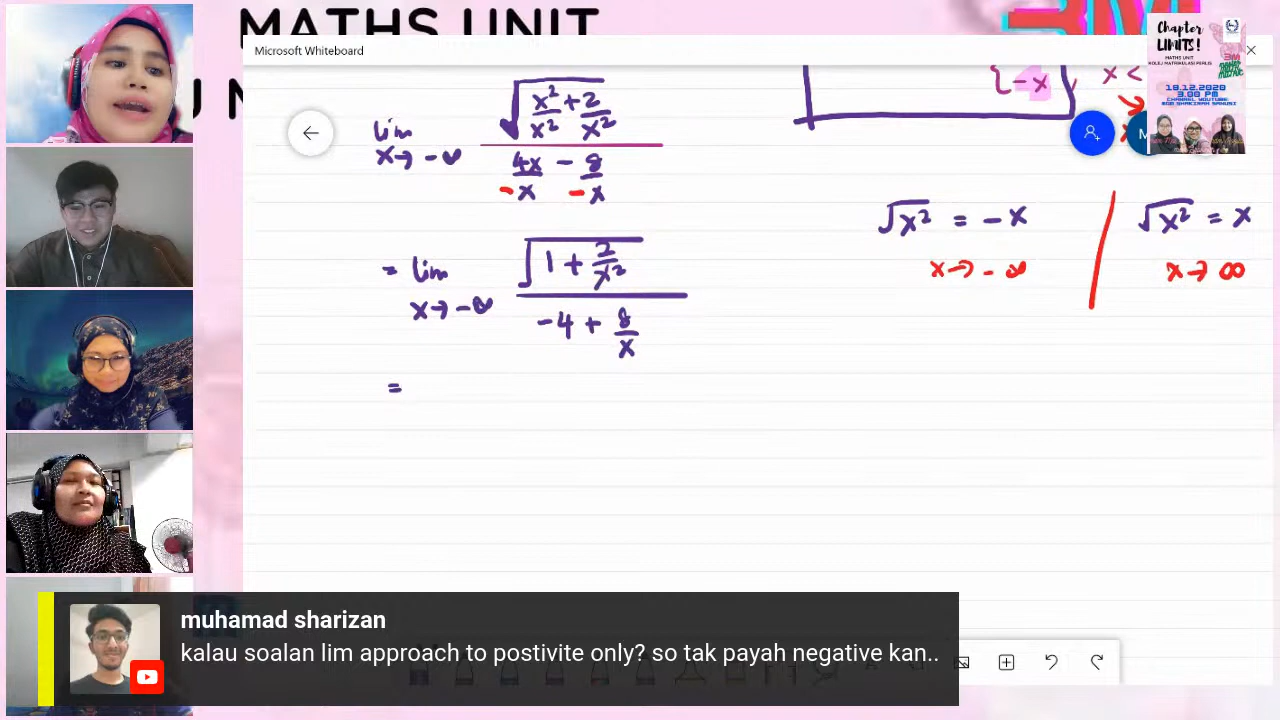 MATHS UNIT
Microsoft Whiteboard
Chapter
LIMITS!
MATHS UNIT
KOLEJ MATRIKULASI PERLIS
18.12.2020
3.00 PM
CHANNEL YOUTUBE:
{-x, x <
lim x→-∞ √(x²/x² + 2/x²) / (4x/-x - 8/-x)
√x² = -x | √x² = x
x→ -∞ | x→ ∞
= lim x→-∞ √(1 + 2/x²) / (-4 + 8/x)
=
muhamad sharizan
kalau soalan lim approach to postivite only? so tak payah negative kan..